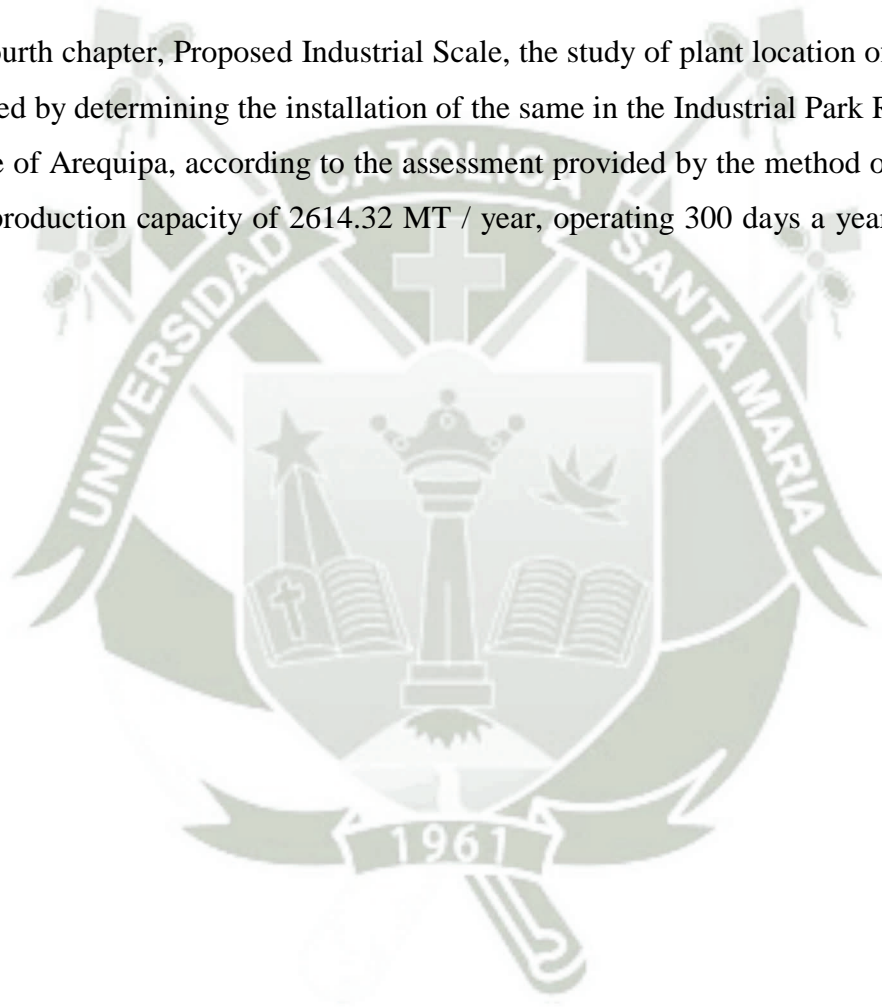 urth chapter, Proposed Industrial Scale, the study of plant location o
ed by determining the installation of the same in the Industrial Park
e of Arequipa, according to the assessment provided by the method o
production capacity of 2614.32 MT / year, operating 300 days a year
UNIVERSIDAD CATOLICA SANTA MARIA
1961